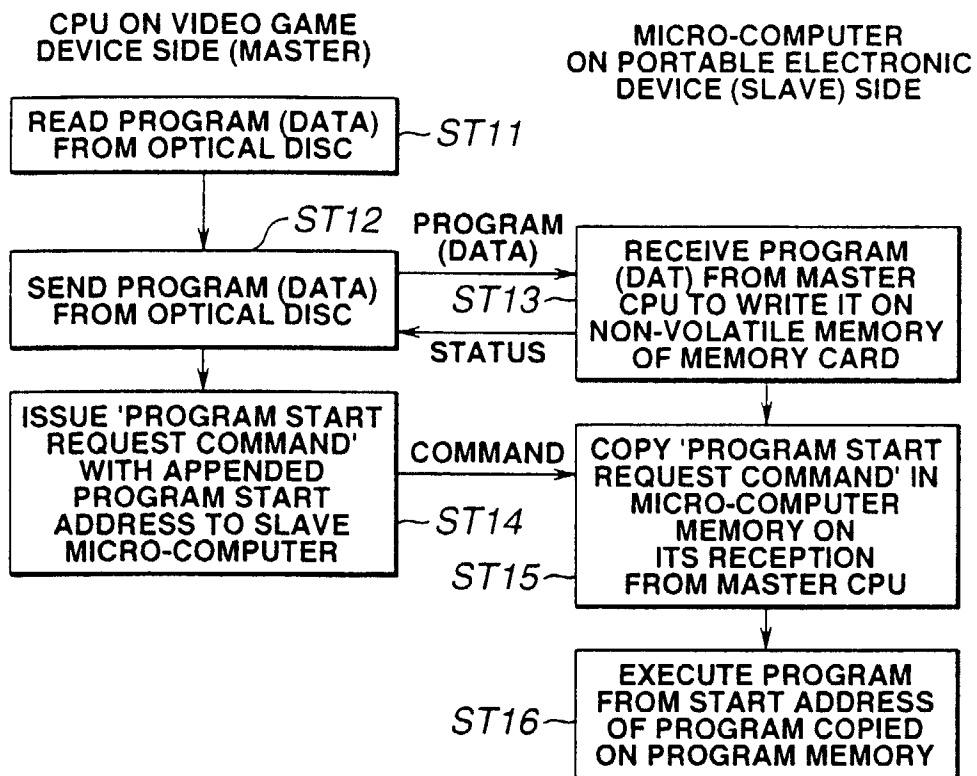 CPU ON VIDEO GAME
DEVICE SIDE (MASTER)
MICRO-COMPUTER
ON PORTABLE ELECTRONIC
DEVICE (SLAVE) SIDE
READ PROGRAM (DATA)
FROM OPTICAL DISC
ST11
ST12
SEND PROGRAM (DATA)
FROM OPTICAL DISC
PROGRAM
(DATA)
STATUS
ST13
RECEIVE PROGRAM
(DAT) FROM MASTER
CPU TO WRITE IT ON
NON-VOLATILE MEMORY
OF MEMORY CARD
ISSUE 'PROGRAM START
REQUEST COMMAND'
WITH APPENDED
PROGRAM START
ADDRESS TO SLAVE
MICRO-COMPUTER
COMMAND
ST14
ST15
COPY 'PROGRAM START
REQUEST COMMAND' IN
MICRO-COMPUTER
MEMORY ON
ITS RECEPTION
FROM MASTER CPU
ST16
EXECUTE PROGRAM
FROM START ADDRESS
OF PROGRAM COPIED
ON PROGRAM MEMORY